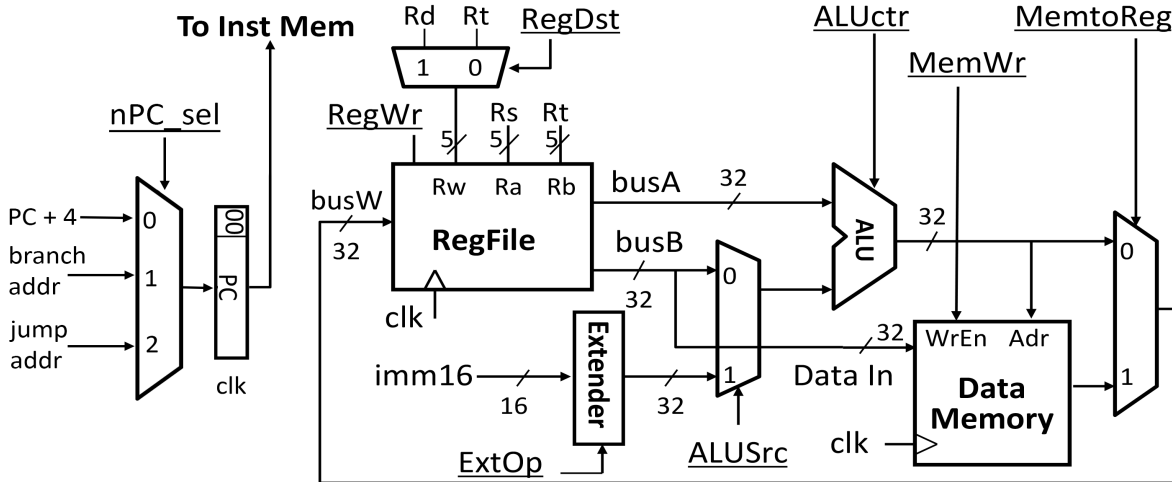 Rd Rt
To Inst Mem
RegDst
ALUctr
MemtoReg
1 0
MemWr
nPC_sel
RegWr
Rs Rt
5 5 5
Rw Ra Rb
busW
32
RegFile
clk
busA
32
busB
32
PC + 4
branch
addr
jump
addr
0
1
2
00
PC
clk
imm16
16
Extender
32
ExtOp
0
1
ALUSrc
ALU
32
32
Data In
WrEn Adr
Data
Memory
clk
0
1